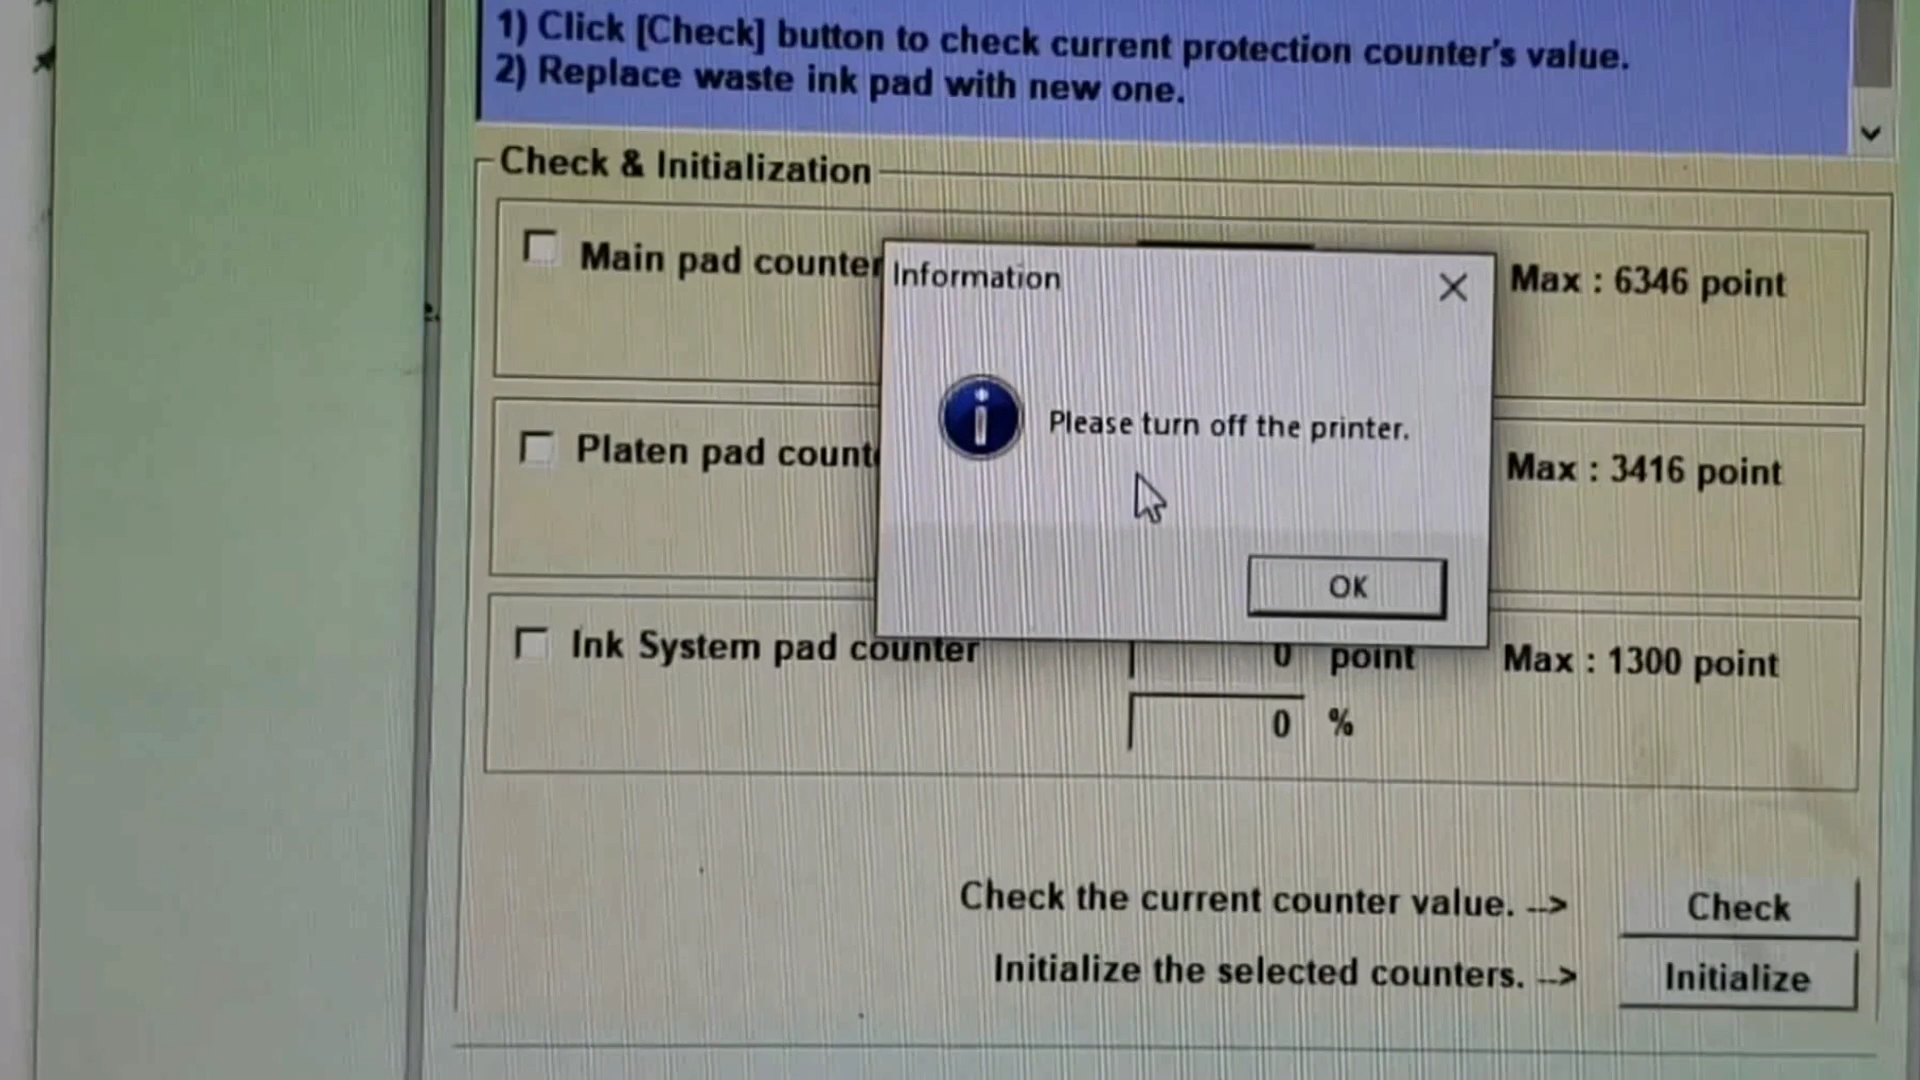 1) Click [Check] button to check current protection counter's value.
2) Replace waste ink pad with new one.
Check & Initialization
Main pad counter
Max : 6346 point
Information
Please turn off the printer.
OK
Platen pad
Max : 3416 point
Ink System pad counter
0 point
Max : 1300 point
0 %
Check the current counter value. -->
Check
Initialize the selected counters. -->
Initialize